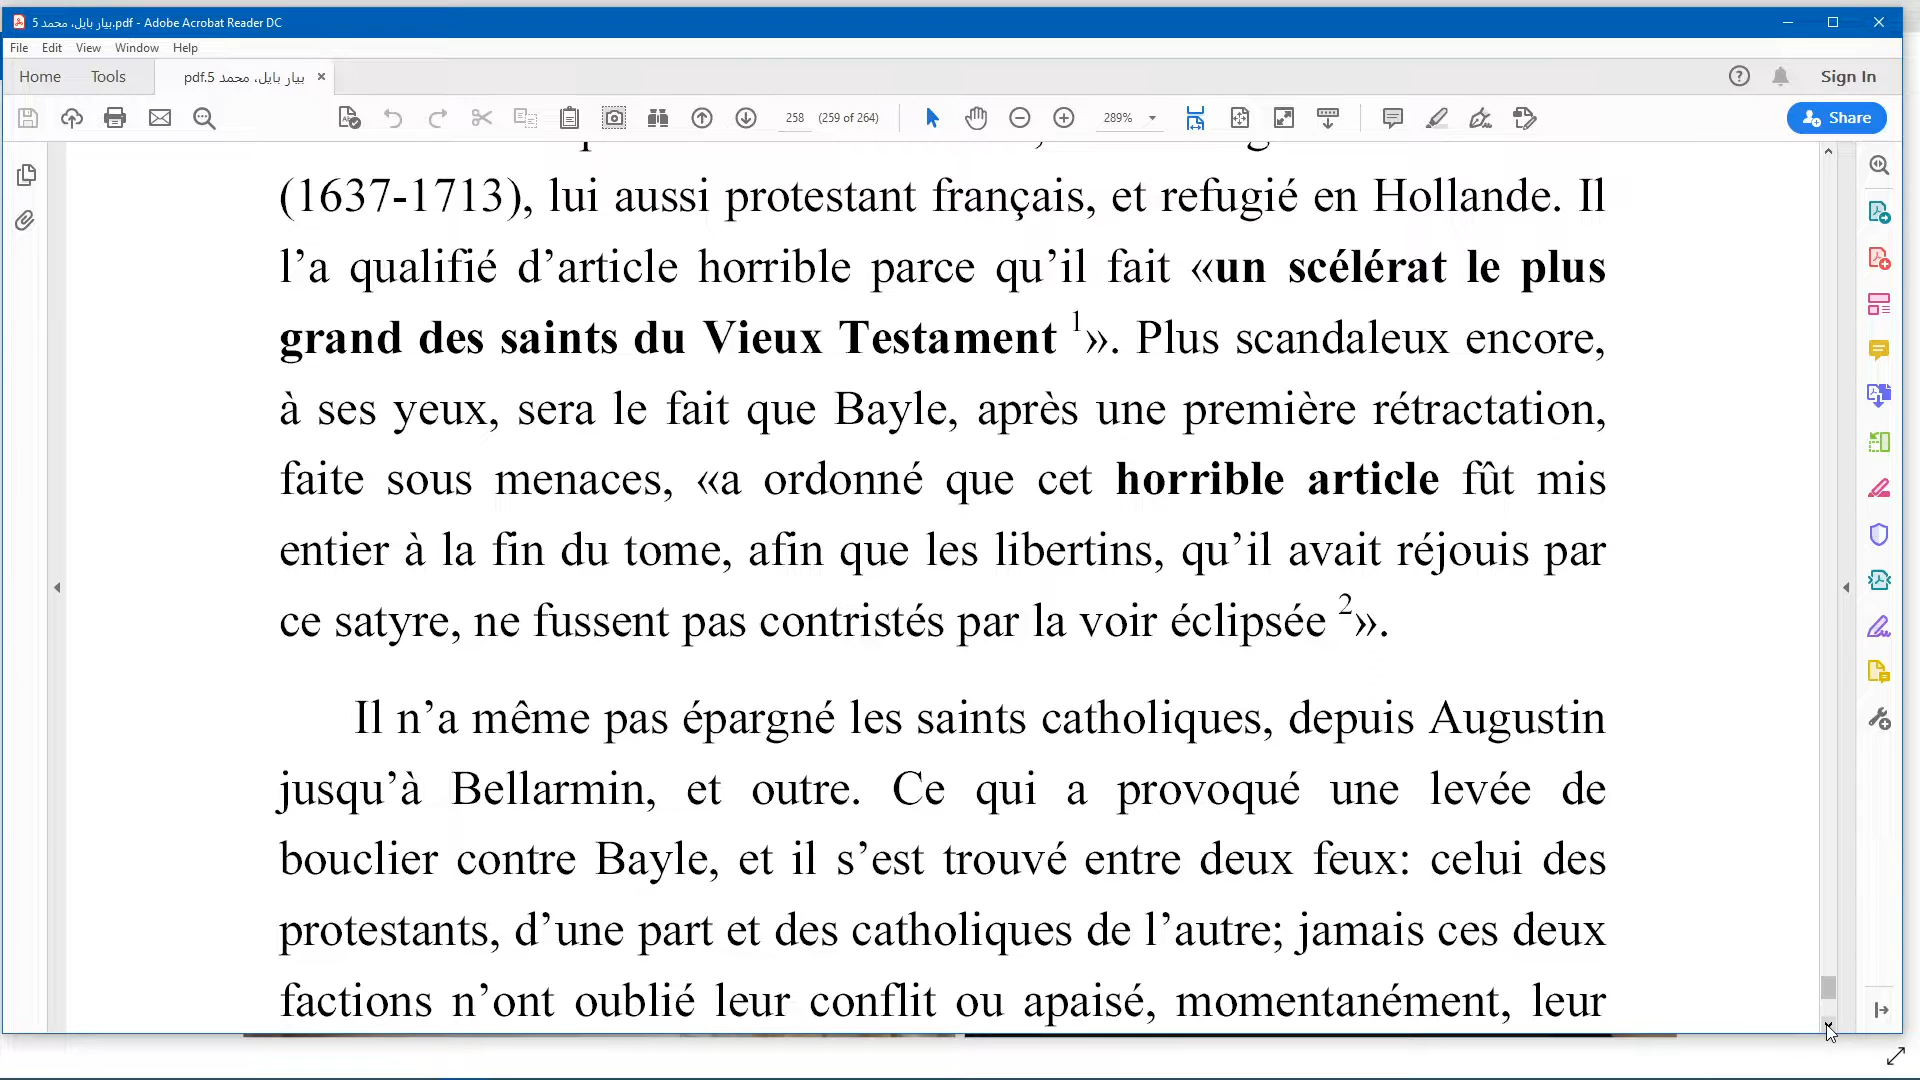 بيار بايل، محمد 5.pdf - Adobe Acrobat Reader DC
File Edit View Window Help
Home Tools بيار بايل، محمد 5.pdf × Sign In
258 (259 of 264) 289% Share
(1637-1713), lui aussi protestant français, et refugié en Hollande. Il
l’a qualifié d’article horrible parce qu’il fait «un scélérat le plus
grand des saints du Vieux Testament 1». Plus scandaleux encore,
à ses yeux, sera le fait que Bayle, après une première rétractation,
faite sous menaces, «a ordonné que cet horrible article fût mis
entier à la fin du tome, afin que les libertins, qu’il avait réjouis par
ce satyre, ne fussent pas contristés par la voir éclipsée 2».
Il n’a même pas épargné les saints catholiques, depuis Augustin
jusqu’à Bellarmin, et outre. Ce qui a provoqué une levée de
bouclier contre Bayle, et il s’est trouvé entre deux feux: celui des
protestants, d’une part et des catholiques de l’autre; jamais ces deux
factions n’ont oublié leur conflit ou apaisé, momentanément, leur